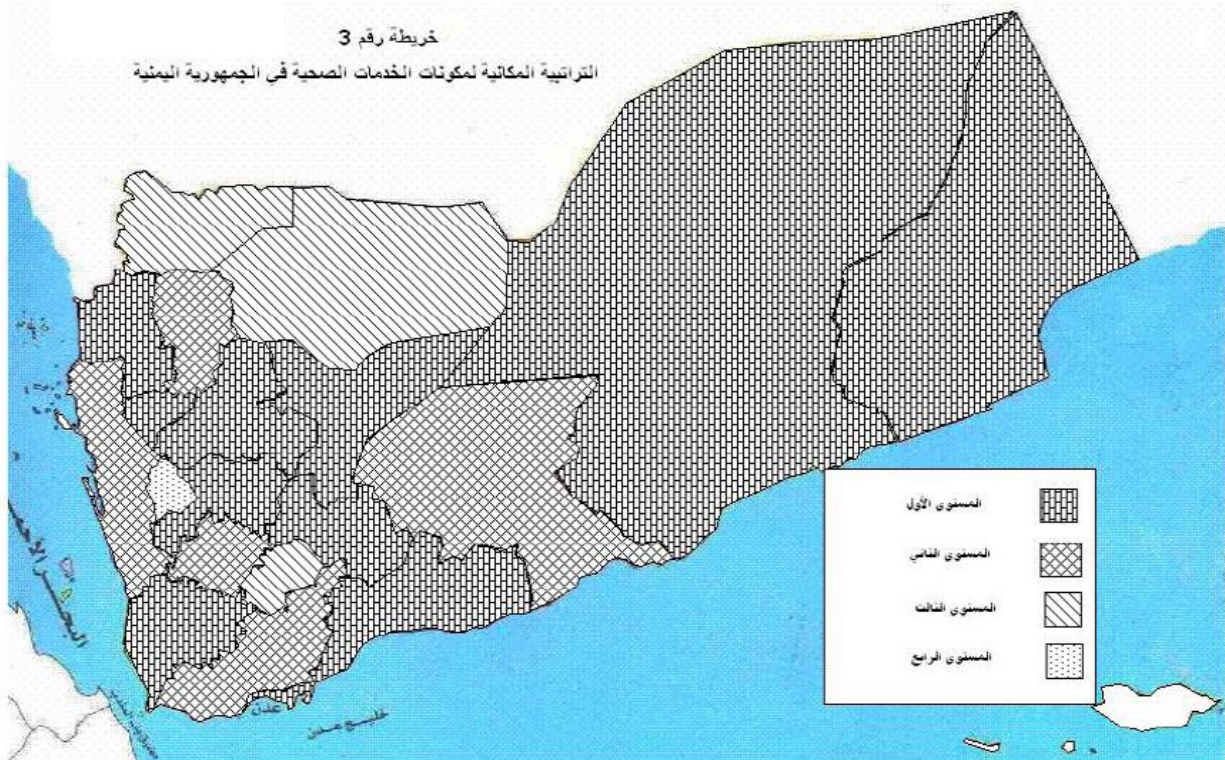 خريطة رقم 3
التراتبية المكانية لمكونات الخدمات الصحية في الجمهورية اليمنية
المستوى الأول
المستوى الثاني
المستوى الثالث
المستوى الرابع
البحر الأحمر
عدن
خليج عدن